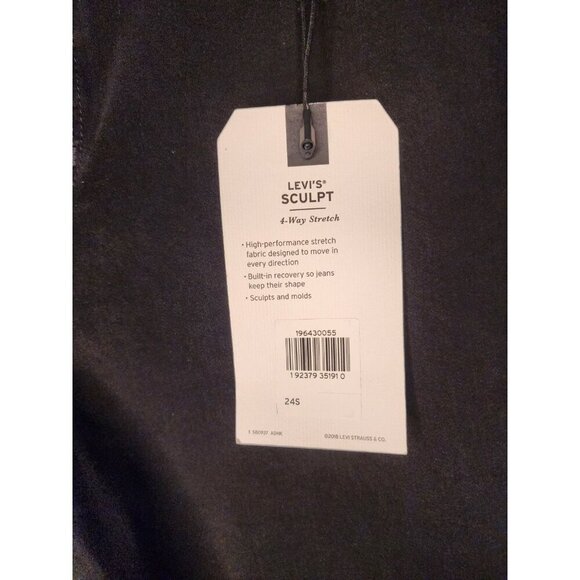 LEVI'S®
SCULPT
4-Way Stretch
• High-performance stretch
fabric designed to move in
every direction
• Built-in recovery so jeans
keep their shape
• Sculpts and molds
196430055
1 92379 35191 0
24S
©2018 LEVI STRAUSS & CO.